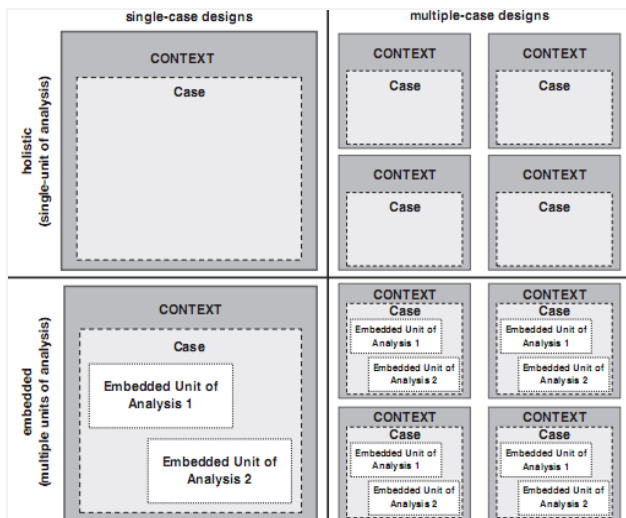 single-case designs
multiple-case designs
holistic
(single-unit of analysis)
CONTEXT
Case
CONTEXT
Case
CONTEXT
Case
CONTEXT
Case
CONTEXT
Case
embedded
(multiple units of analysis)
CONTEXT
Case
Embedded Unit of
Analysis 1
Embedded Unit of
Analysis 2
CONTEXT
Case
Embedded Unit of
Analysis 1
Embedded Unit of
Analysis 2
CONTEXT
Case
Embedded Unit of
Analysis 1
Embedded Unit of
Analysis 2
CONTEXT
Case
Embedded Unit of
Analysis 1
Embedded Unit of
Analysis 2
CONTEXT
Case
Embedded Unit of
Analysis 1
Embedded Unit of
Analysis 2